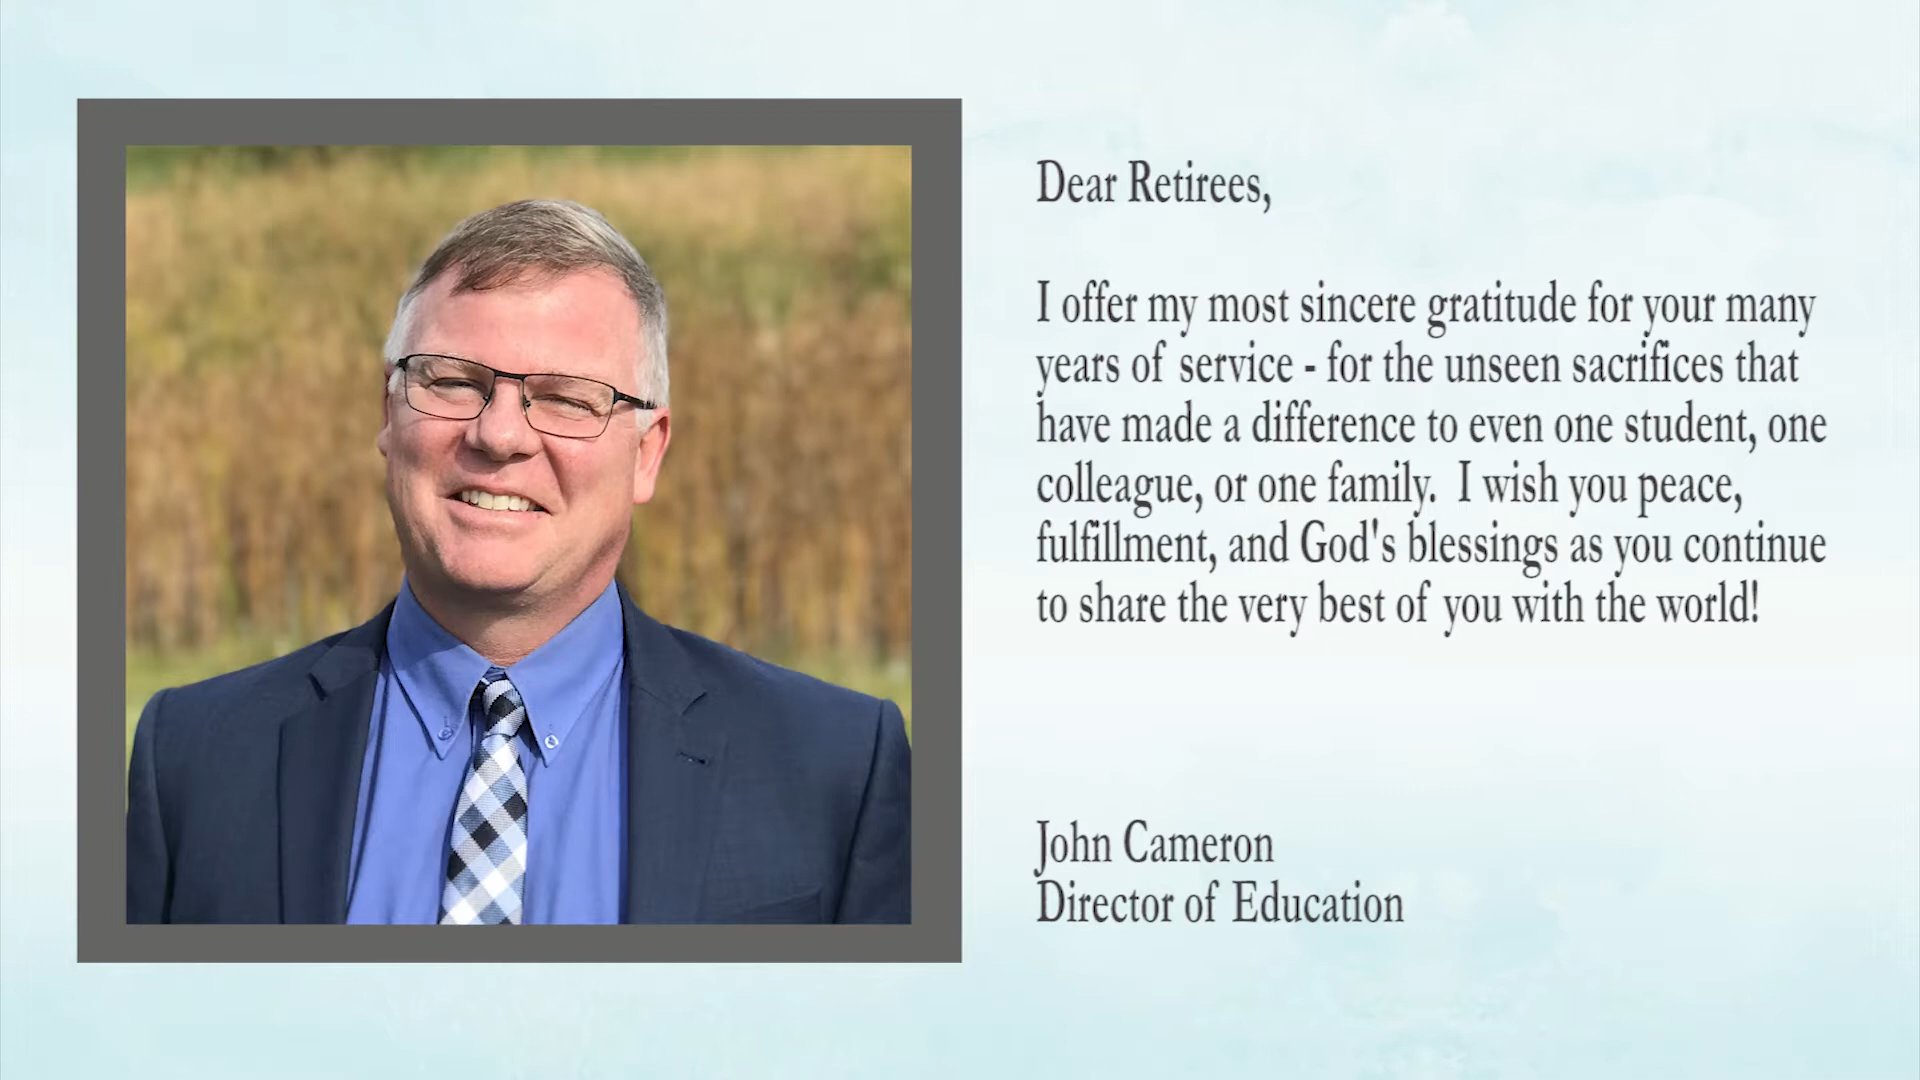 Dear Retirees,
I offer my most sincere gratitude for your many
years of service - for the unseen sacrifices that
have made a difference to even one student, one
colleague, or one family.  I wish you peace,
fulfillment, and God's blessings as you continue
to share the very best of you with the world!
John Cameron
Director of Education